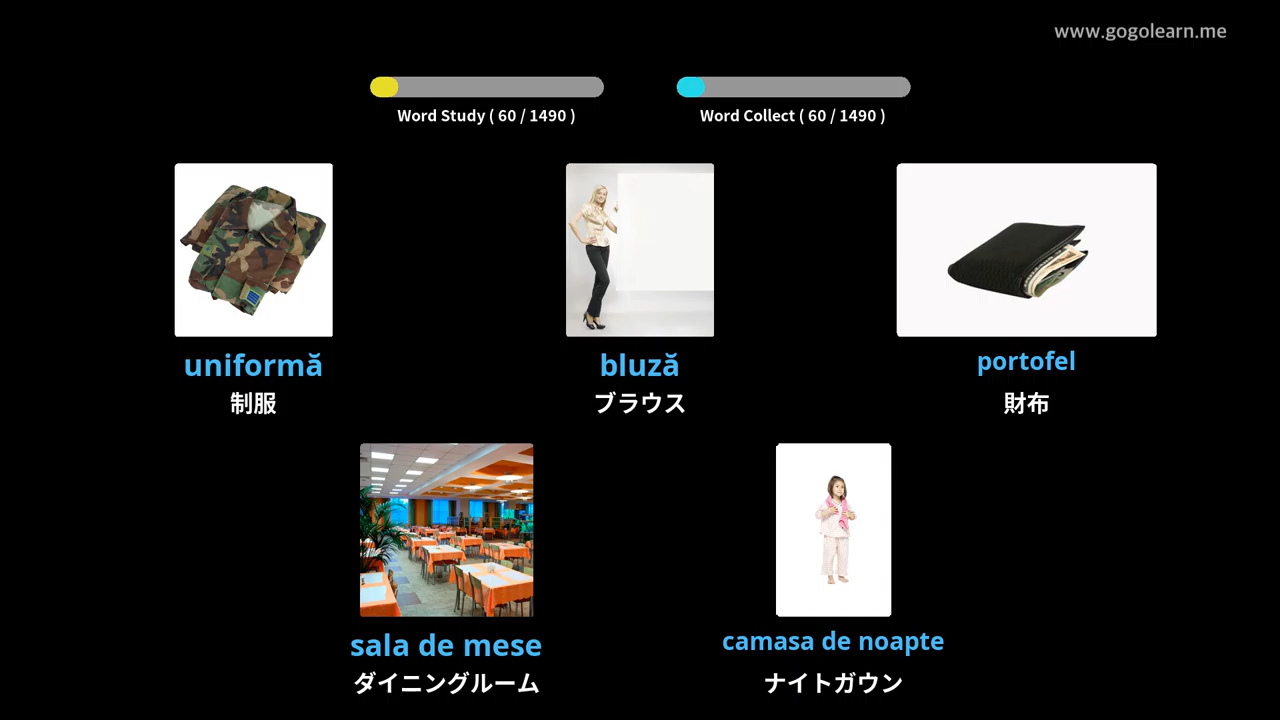 www.gogolearn.me
Word Study ( 60 / 1490 )
Word Collect ( 60 / 1490 )
uniformă
制服
bluză
ブラウス
portofel
財布
sala de mese
ダイニングルーム
camasa de noapte
ナイトガウン